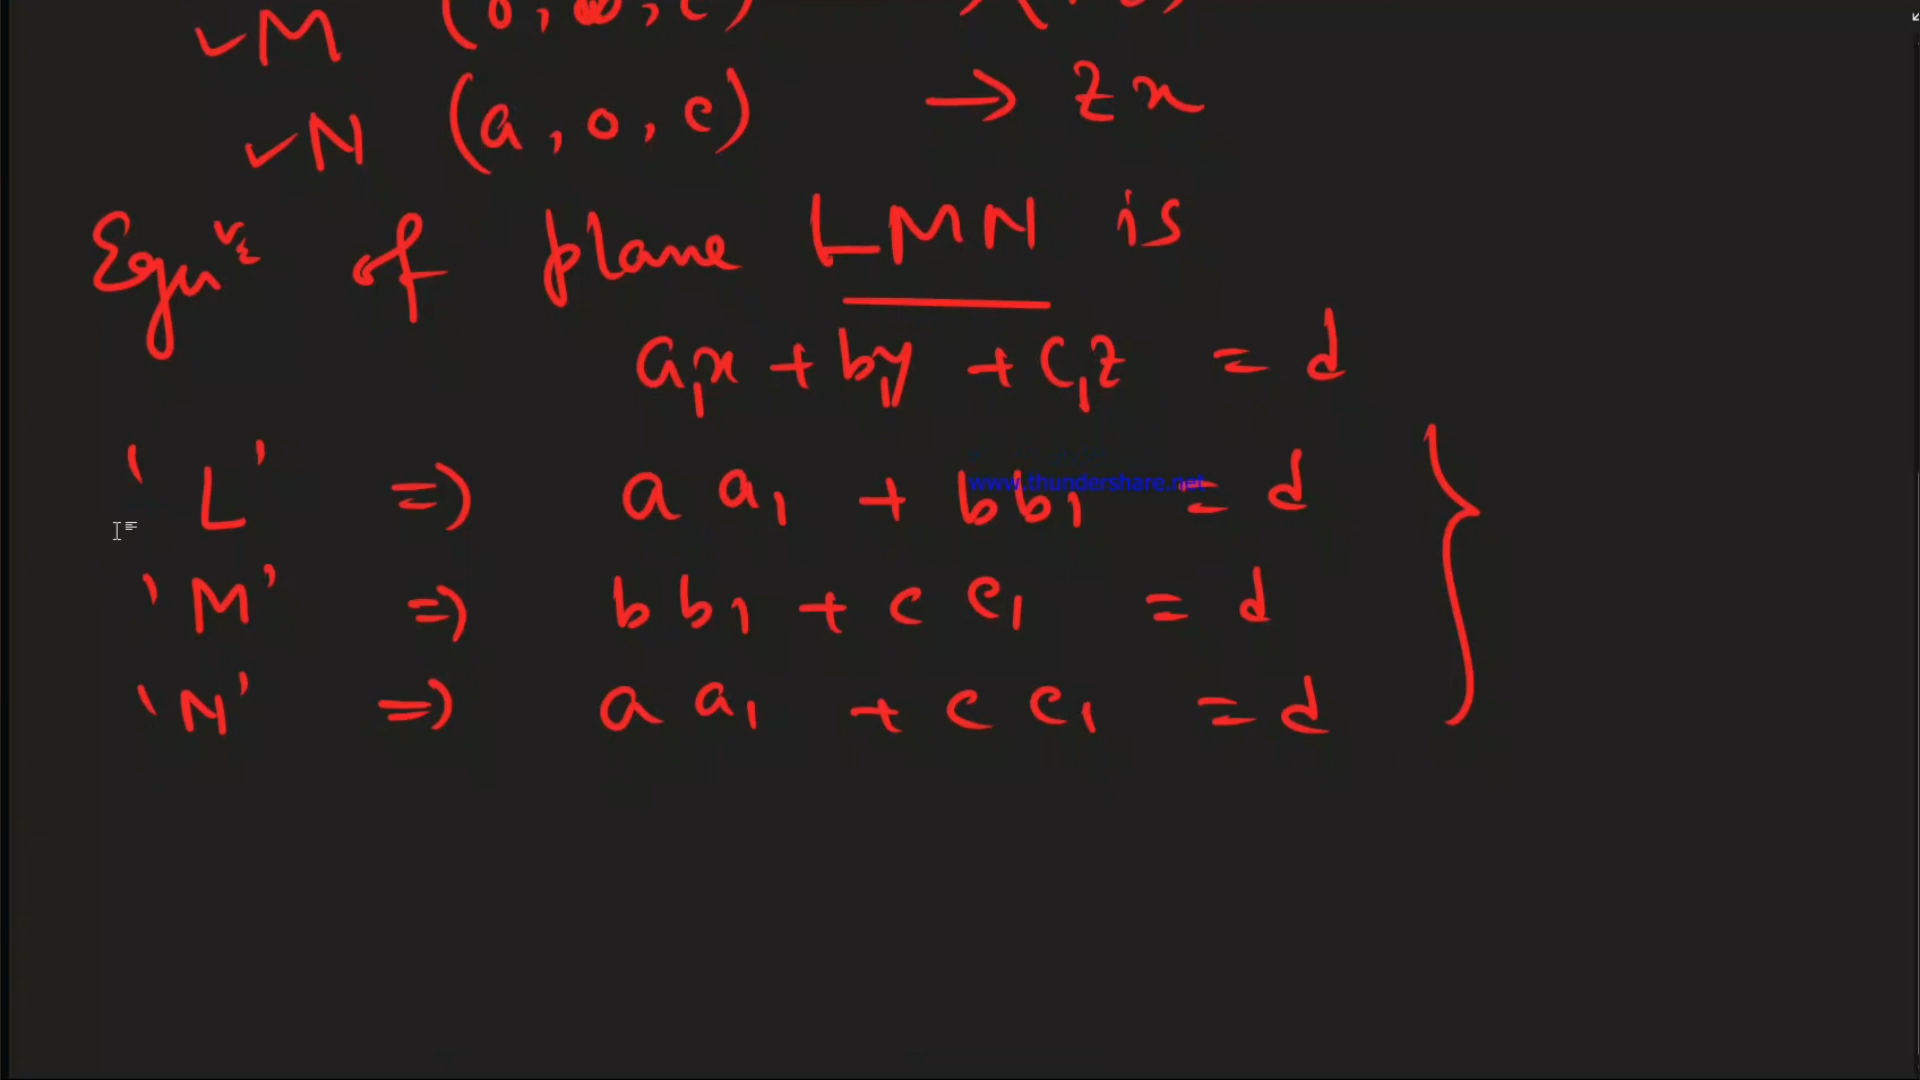 ✓M (0, b, c)
✓N (a, 0, c) → zx
Equⁿ of plane LMN is
a₁x + b₁y + c₁z = d
www.thundershare.net
'L' ⇒ a a₁ + b b₁ = d
'M' ⇒ b b₁ + c c₁ = d
'N' ⇒ a a₁ + c c₁ = d